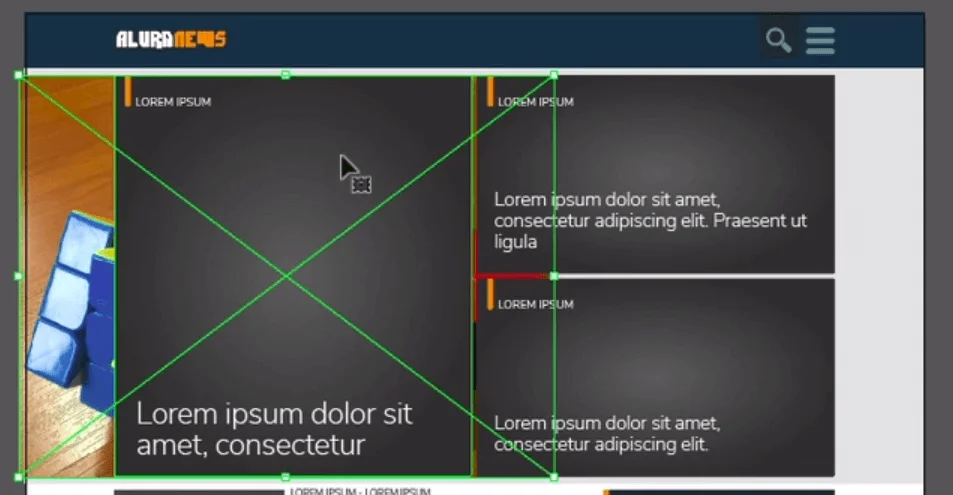 ALURANEWS
LOREM IPSUM
Lorem ipsum dolor sit
amet, consectetur
LOREM IPSUM
Lorem ipsum dolor sit amet,
consectetur adipiscing elit. Praesent ut
ligula
LOREM IPSUM
Lorem ipsum dolor sit amet,
consectetur adipiscing elit.
LOREM IPSUM - LOREM IPSUM